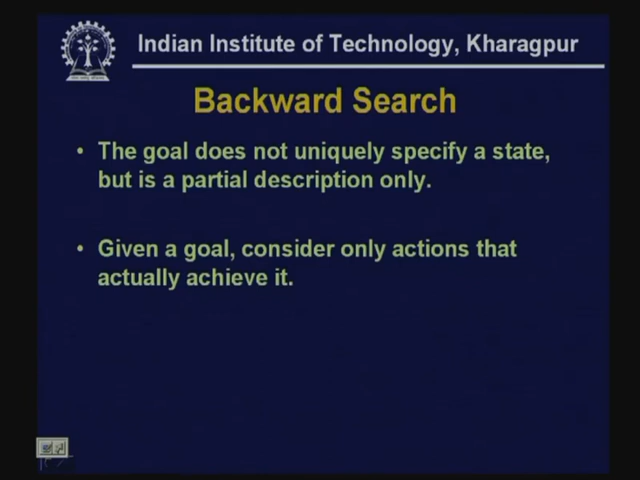 Indian Institute of Technology, Kharagpur
Backward Search
• The goal does not uniquely specify a state,
but is a partial description only.
• Given a goal, consider only actions that
actually achieve it.